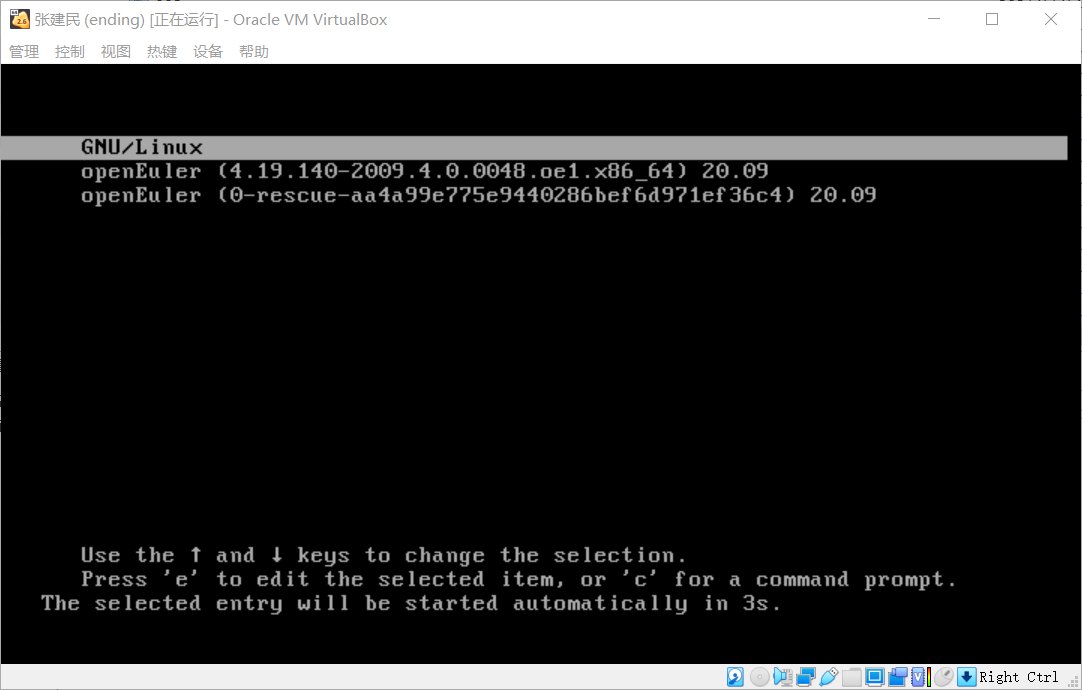 张建民 (ending) [正在运行] - Oracle VM VirtualBox
管理 控制 视图 热键 设备 帮助
GNU/Linux
openEuler (4.19.140-2009.4.0.0048.oe1.x86_64) 20.09
openEuler (0-rescue-aa4a99e775e9440286bef6d971ef36c4) 20.09
Use the ↑ and ↓ keys to change the selection.
Press 'e' to edit the selected item, or 'c' for a command prompt.
The selected entry will be started automatically in 3s.
Right Ctrl